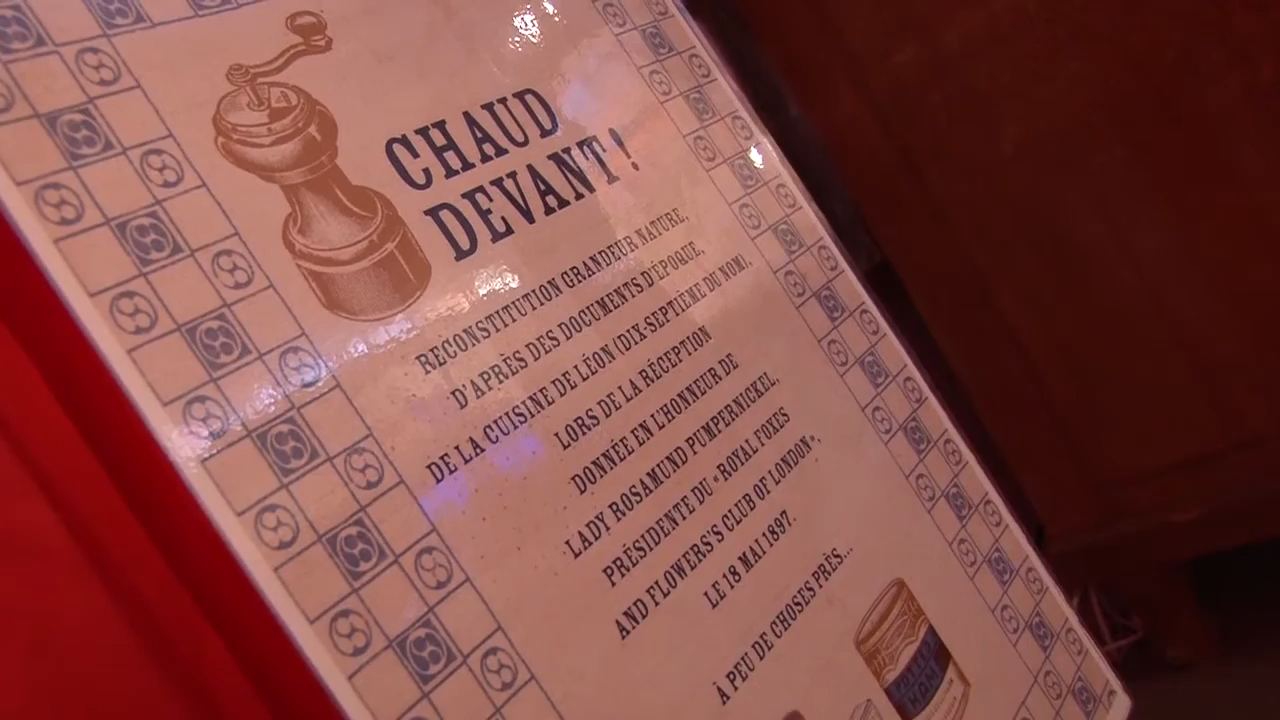 CHAUD
DEVANT !
RECONSTITUTION GRANDEUR NATURE,
D'APRÈS DES DOCUMENTS D'ÉPOQUE,
DE LA CUISINE DE LÉON (DIX-SEPTIÈME DU NOM),
LORS DE LA RÉCEPTION
DONNÉE EN L'HONNEUR DE
LADY ROSAMUND PUMPERNICKEL,
PRÉSIDENTE DU «ROYAL FOXES
AND FLOWERS'S CLUB OF LONDON»,
LE 18 MAI 1897.
À PEU DE CHOSES PRÈS...